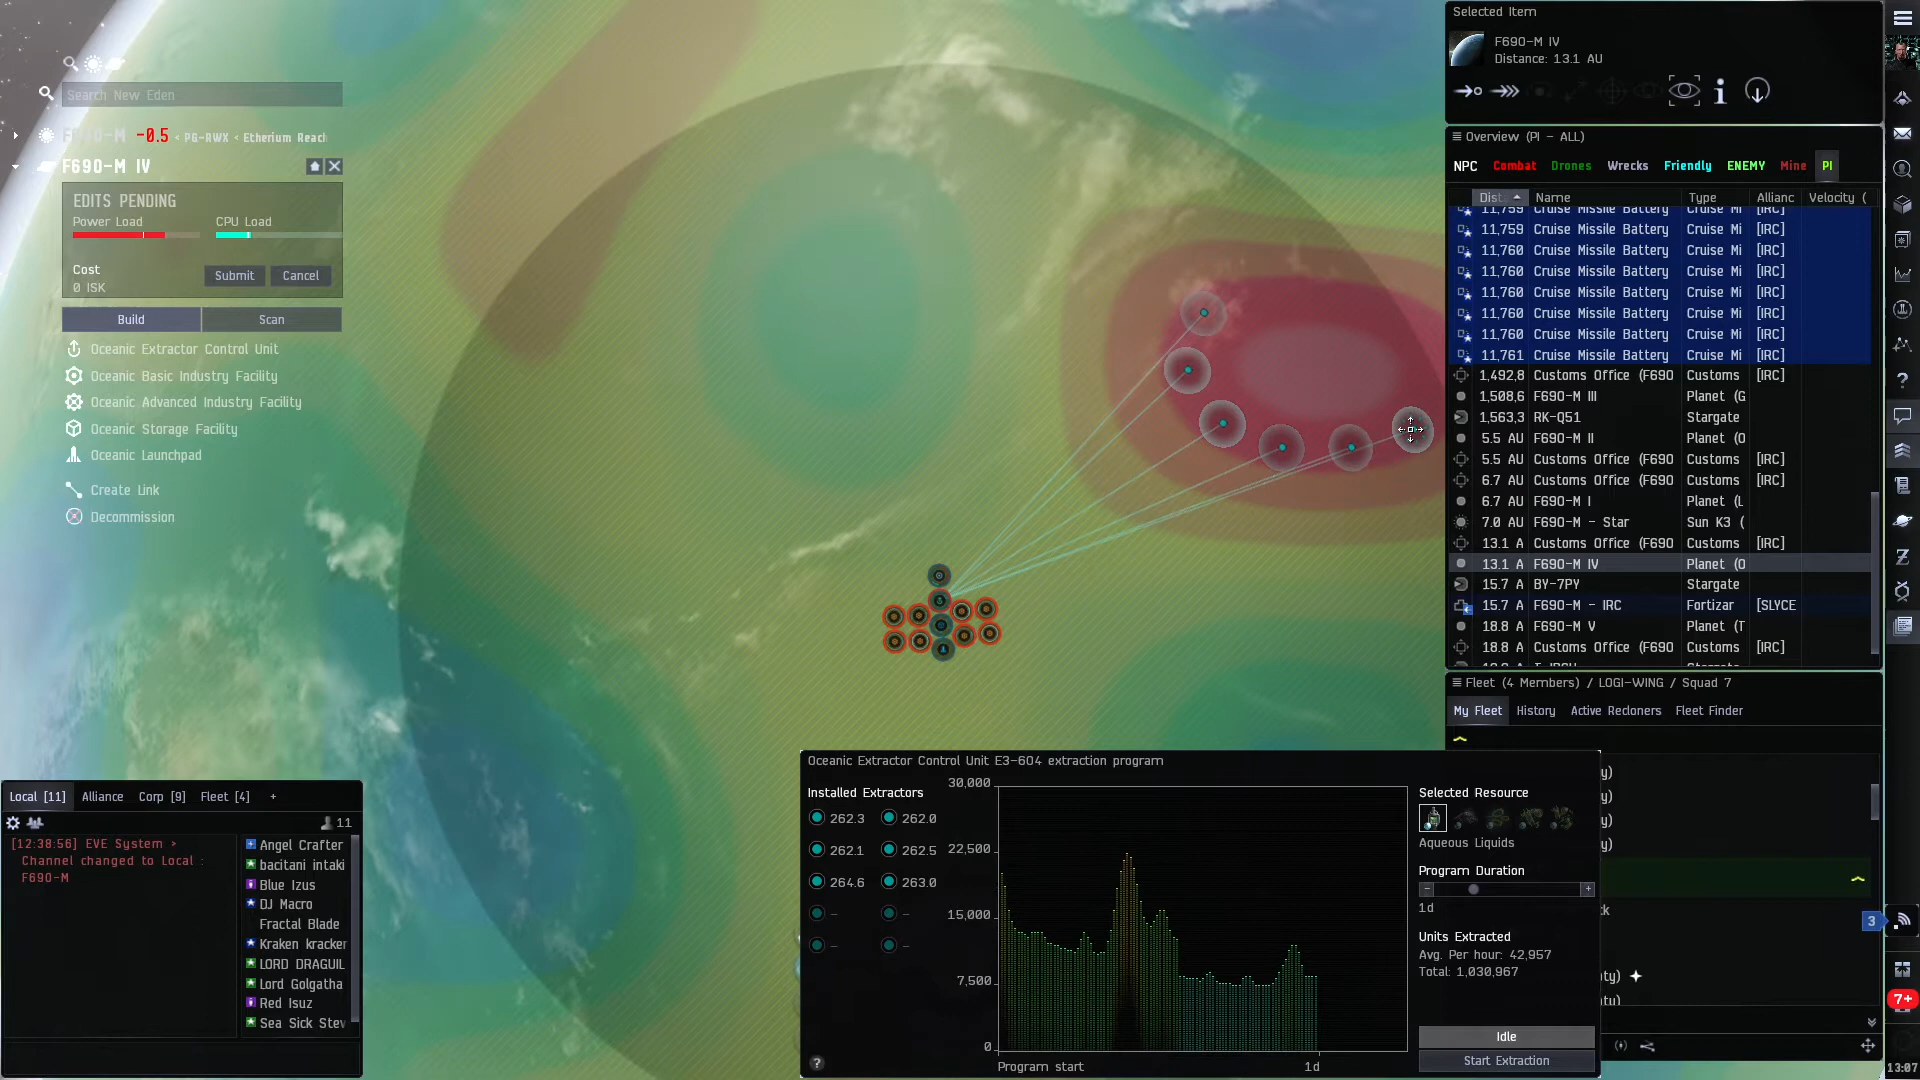 Search New Eden
-0.5 < PG-RWX < Etherium Reach
F690-M IV
EDITS PENDING
Power Load
CPU Load
Cost
0 ISK
Submit
Cancel
Build
Scan
Oceanic Extractor Control Unit
Oceanic Basic Industry Facility
Oceanic Advanced Industry Facility
Oceanic Storage Facility
Oceanic Launchpad
Create Link
Decommission
Selected Item
F690-M IV
Distance: 13.1 AU
Overview (PI - ALL)
NPC Combat Drones Wrecks Friendly ENEMY Mine PI
Name Type Allianc Velocity (
11,759 Cruise Missile Battery Cruise Mi [IRC]
11,759 Cruise Missile Battery Cruise Mi [IRC]
11,760 Cruise Missile Battery Cruise Mi [IRC]
11,760 Cruise Missile Battery Cruise Mi [IRC]
11,760 Cruise Missile Battery Cruise Mi [IRC]
11,760 Cruise Missile Battery Cruise Mi [IRC]
11,760 Cruise Missile Battery Cruise Mi [IRC]
11,761 Cruise Missile Battery Cruise Mi [IRC]
1,492,8 Customs Office (F690 Customs [IRC]
1,508,6 F690-M III Planet (G
1,563,3 RK-Q51 Stargate
5.5 AU F690-M II Planet (O
5.5 AU Customs Office (F690 Customs [IRC]
6.7 AU Customs Office (F690 Customs [IRC]
6.7 AU F690-M I Planet (L
7.0 AU F690-M - Star Sun K3 (
13.1 A Customs Office (F690 Customs [IRC]
13.1 A F690-M IV Planet (O
15.7 A BY-7PY Stargate
15.7 A F690-M - IRC Fortizar [SLYCE
18.8 A F690-M V Planet (T
18.8 A Customs Office (F690 Customs [IRC]
Fleet (4 Members) / LOGI-WING / Squad 7
My Fleet History Active Recloners Fleet Finder
Local [11] Alliance Corp [9] Fleet [4] +
11
[12:38:56] EVE System >
Channel changed to Local :
F690-M
Angel Crafter
bacitani intaki
Blue Izus
DJ Macro
Fractal Blade
Kraken kracker
LORD DRAGUIL
Lord Golgatha
Red Isuz
Sea Sick Stev
Oceanic Extractor Control Unit E3-604 extraction program
Installed Extractors
262.3 262.0
262.1 262.5
264.6 263.0
- -
- -
30,000
22,500
15,000
7,500
0
Program start 1d
Selected Resource
Aqueous Liquids
Program Duration
- +
1d
Units Extracted
Avg. Per hour: 42,957
Total: 1,030,967
Idle
Start Extraction
?
3
7+
13:07